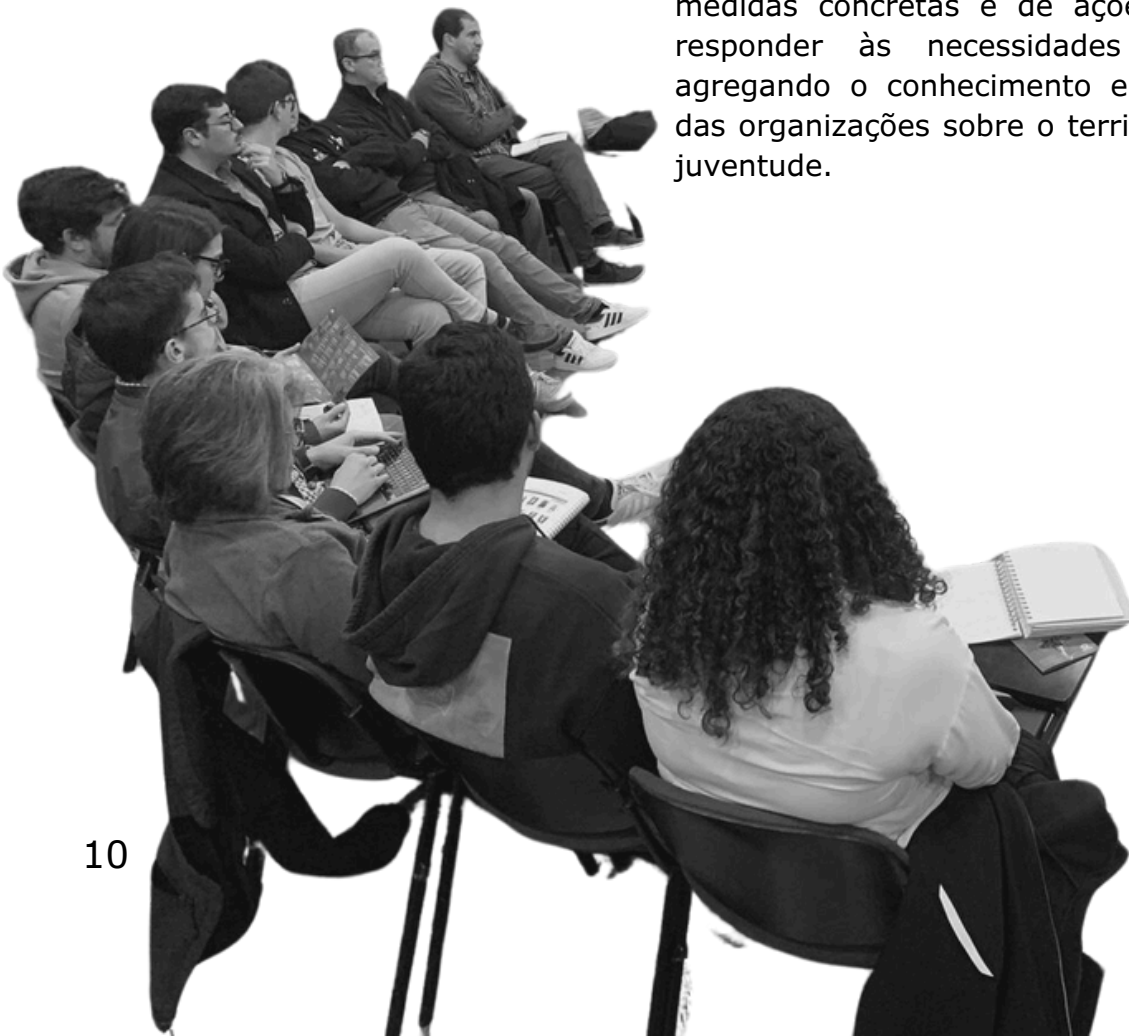 medidas concretas e de açõe
responder às necessidades
agregando o conhecimento e
das organizações sobre o terri
juventude.
10